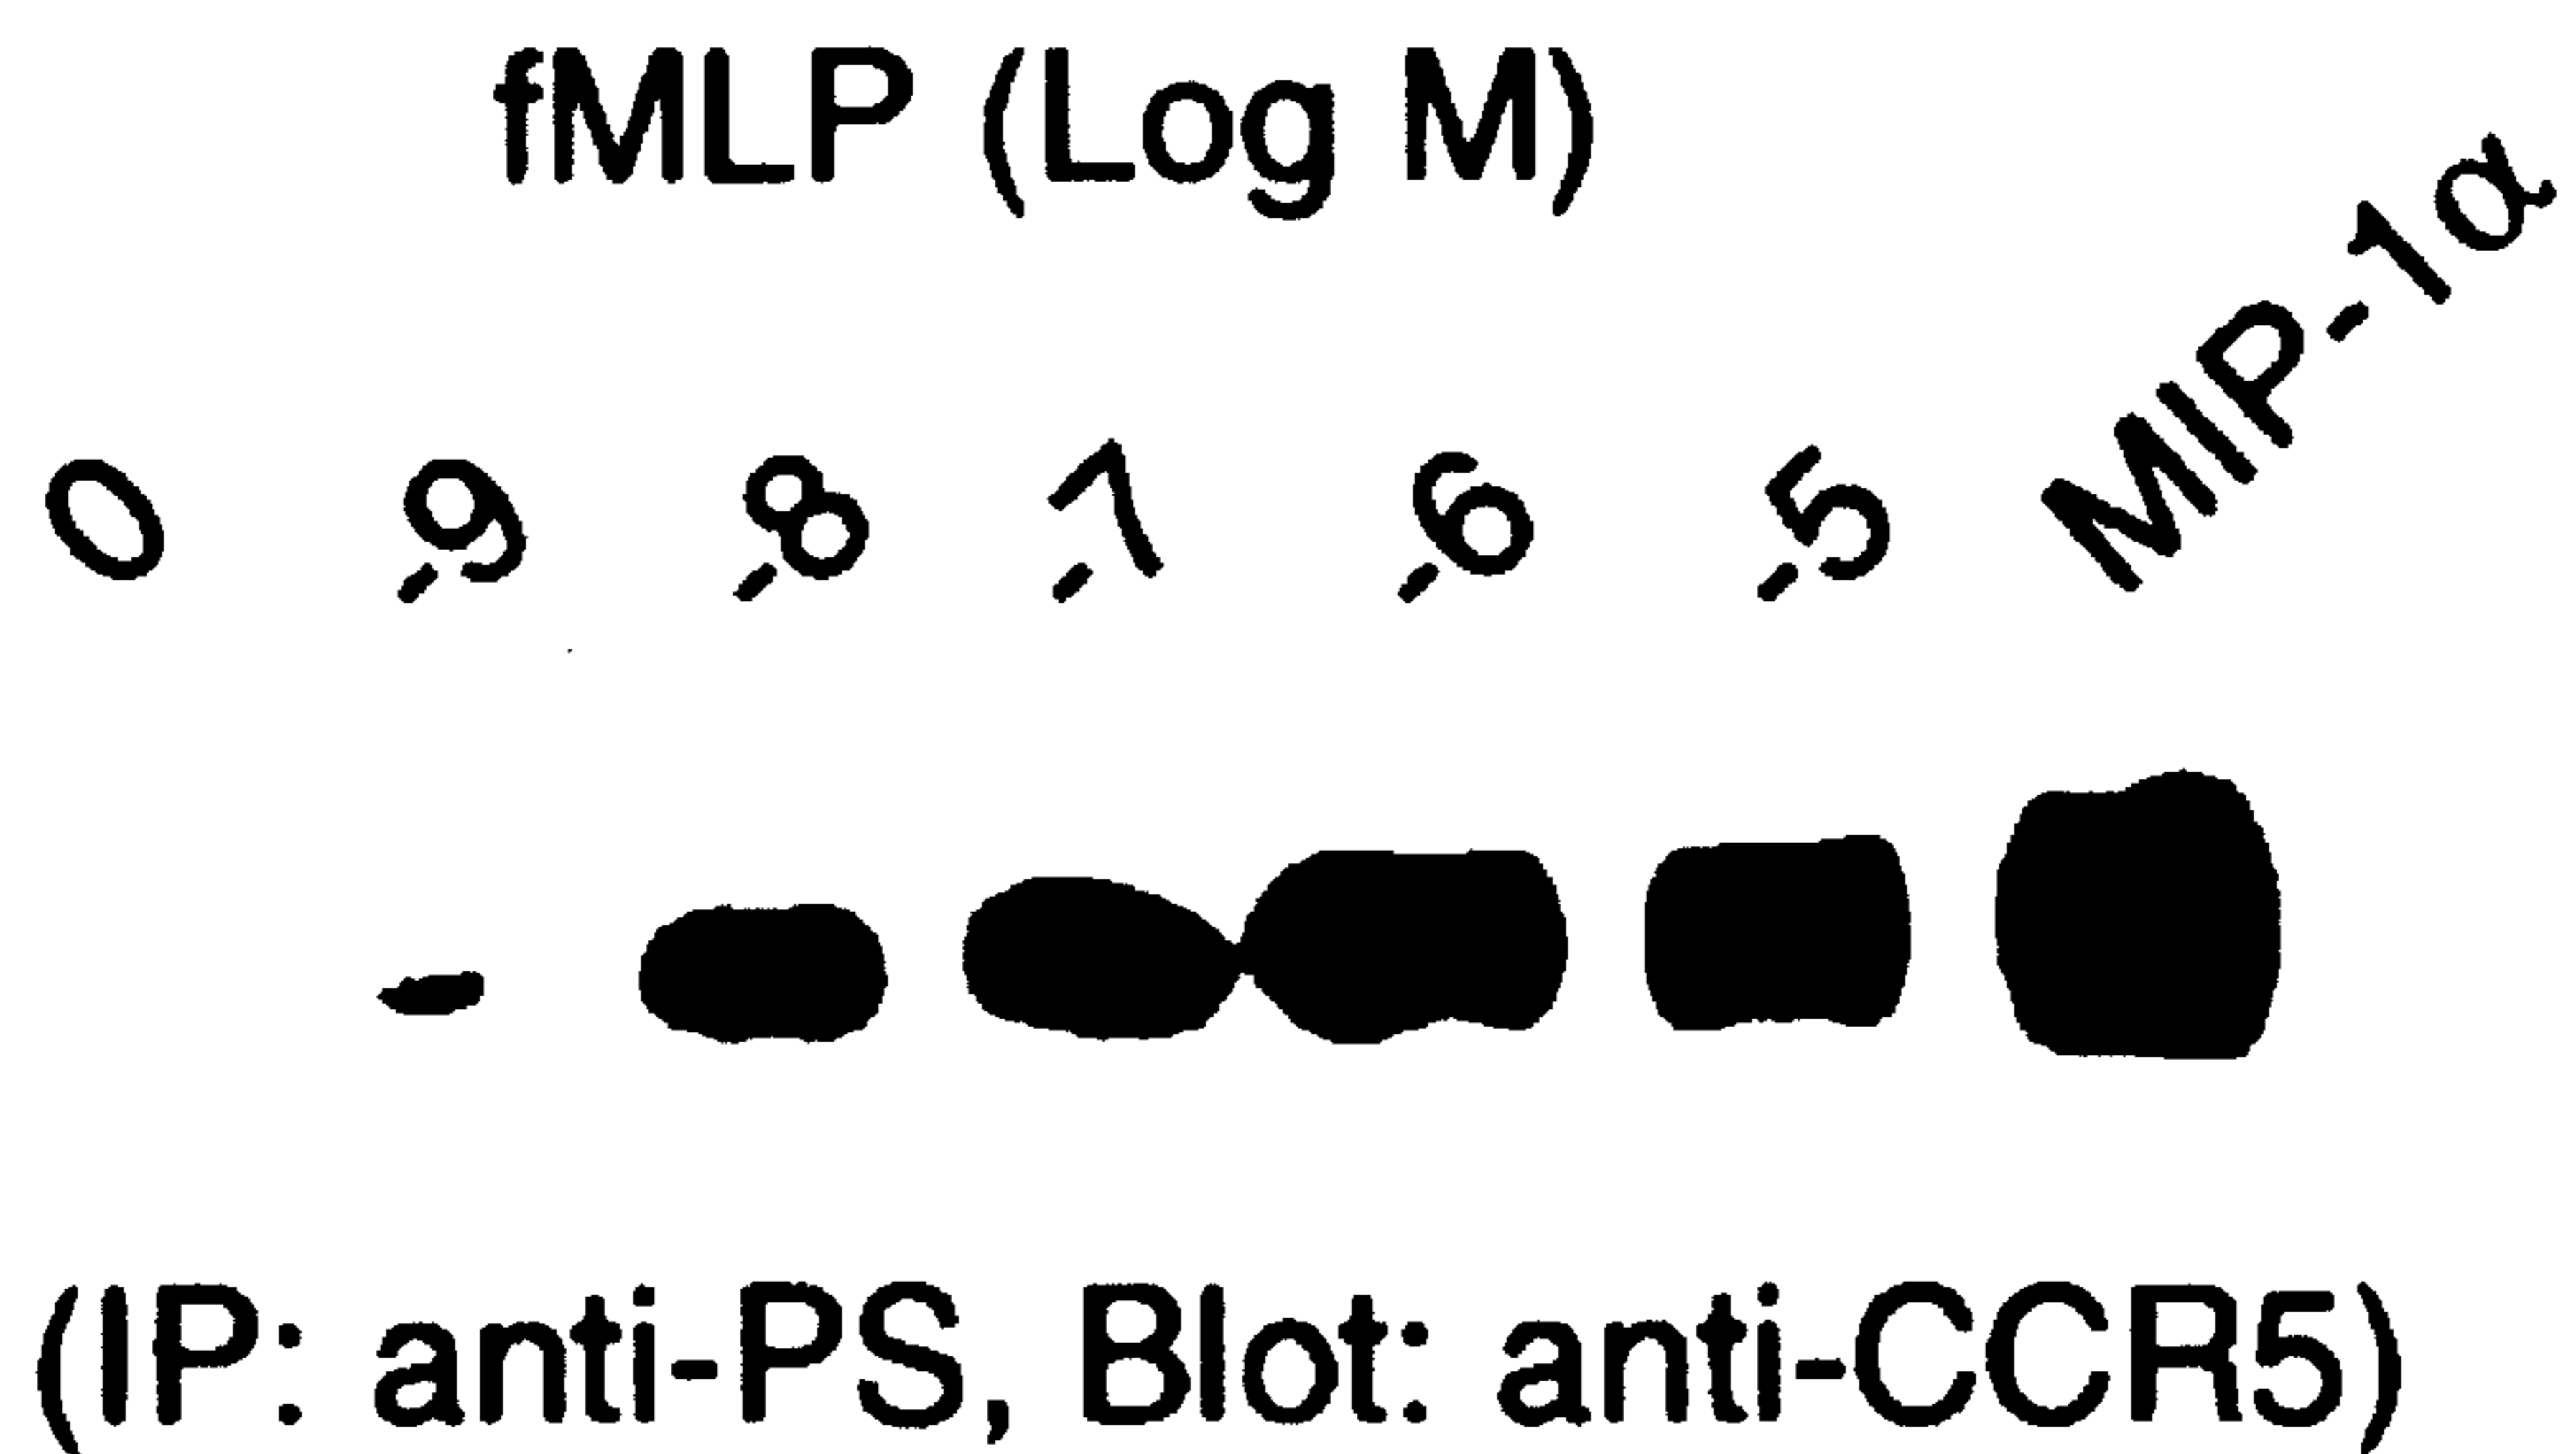 fMLP (Log M)
0 -9 -8 -7 -6 -5 MIP-1α
(IP: anti-PS, Blot: anti-CCR5)